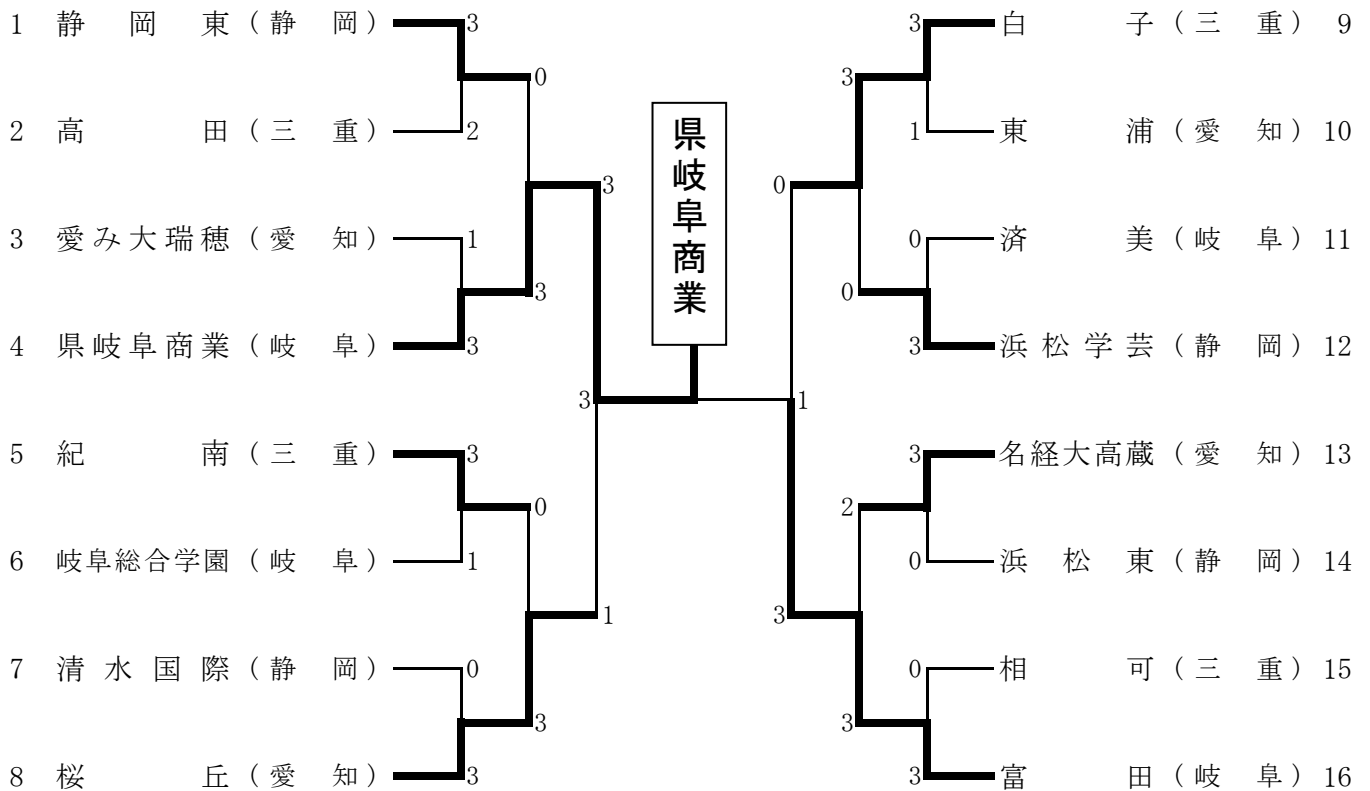 1 静岡東（静岡） 3 3 白子（三重） 9
0 3
2 高田（三重） 2 1 東浦（愛知） 10
県岐阜商業
3 0
3 愛み大瑞穂（愛知） 1 0 済美（岐阜） 11
3 0
4 県岐阜商業（岐阜） 3 3 浜松学芸（静岡） 12
3 1
5 紀南（三重） 3 3 名経大高蔵（愛知） 13
0 2
6 岐阜総合学園（岐阜） 1 0 浜松東（静岡） 14
1 3
7 清水国際（静岡） 0 0 相可（三重） 15
3 3
8 桜丘（愛知） 3 3 富田（岐阜） 16